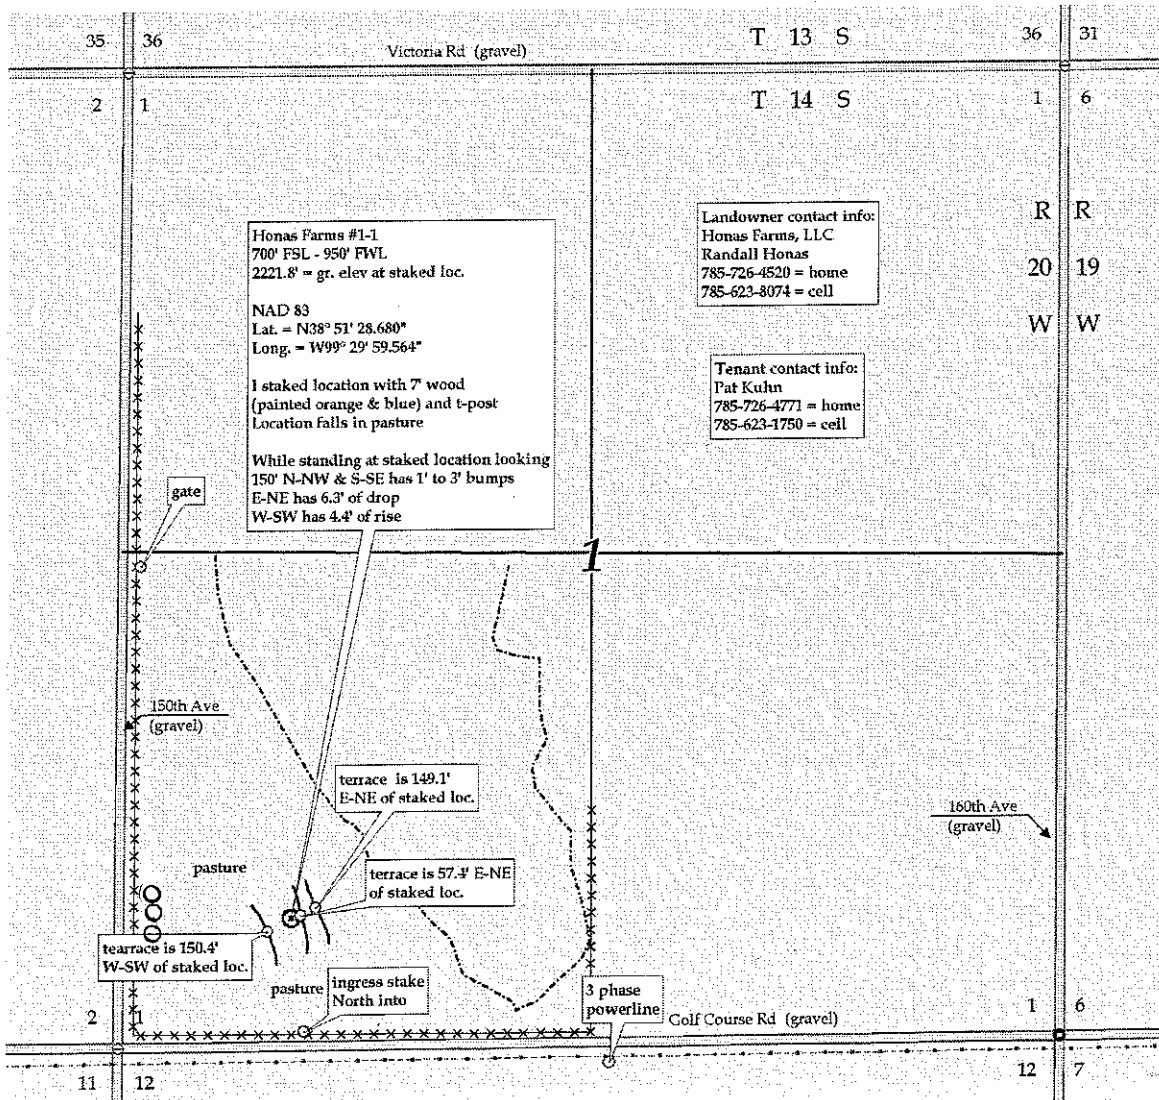 35 36
Victoria Rd (gravel)
T 13 S
36 31
2 1
T 14 S
1 6
R R
20 19
W W
Honas Farms #1-1
700' FSL - 950' FWL
2221.8' = gr. elev at staked loc.
NAD 83
Lat. = N38° 51' 28.680"
Long. = W99° 29' 59.564"
I staked location with 7' wood
(painted orange & blue) and t-post
Location falls in pasture
While standing at staked location looking
150' N-NW & S-SE has 1' to 3' bumps
E-NE has 6.3' of drop
W-SW has 4.4' of rise
Landowner contact info:
Honas Farms, LLC
Randall Honas
785-726-4520 = home
785-623-8074 = cell
Tenant contact info:
Pat Kuhn
785-726-4771 = home
785-623-1750 = cell
gate
1
150th Ave
(gravel)
terrace is 149.1'
E-NE of staked loc.
160th Ave
(gravel)
pasture
terrace is 57.4' E-NE
of staked loc.
tearrace is 150.4'
W-SW of staked loc.
pasture
ingress stake
North into
3 phase
powerline
Golf Course Rd (gravel)
2 1
1 6
11 12
12 7